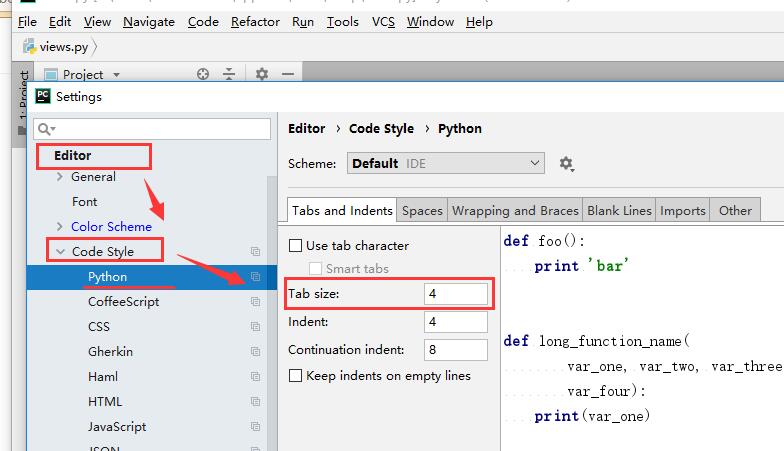 File Edit View Navigate Code Refactor Run Tools VCS Window Help
views.py
Project
1: Project
PC Settings
Editor
General
Font
Color Scheme
Code Style
Python
CoffeeScript
CSS
Gherkin
Haml
HTML
JavaScript
JSON
Editor › Code Style › Python
Scheme: Default IDE
Tabs and Indents Spaces Wrapping and Braces Blank Lines Imports Other
Use tab character
Smart tabs
Tab size: 4
Indent: 4
Continuation indent: 8
Keep indents on empty lines
def foo():
print 'bar'
def long_function_name(
var_one, var_two, var_three
var_four):
print(var_one)